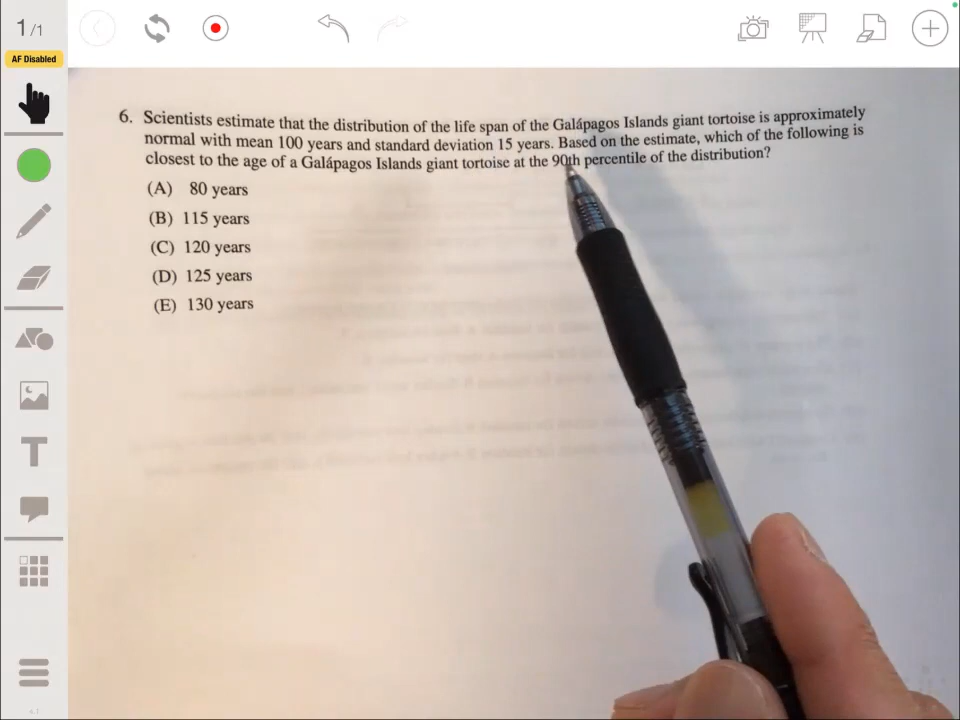 1/1
AF Disabled
6. Scientists estimate that the distribution of the life span of the Galápagos Islands giant tortoise is approximately
normal with mean 100 years and standard deviation 15 years. Based on the estimate, which of the following is
closest to the age of a Galápagos Islands giant tortoise at the 90th percentile of the distribution?
(A) 80 years
(B) 115 years
(C) 120 years
(D) 125 years
(E) 130 years
T